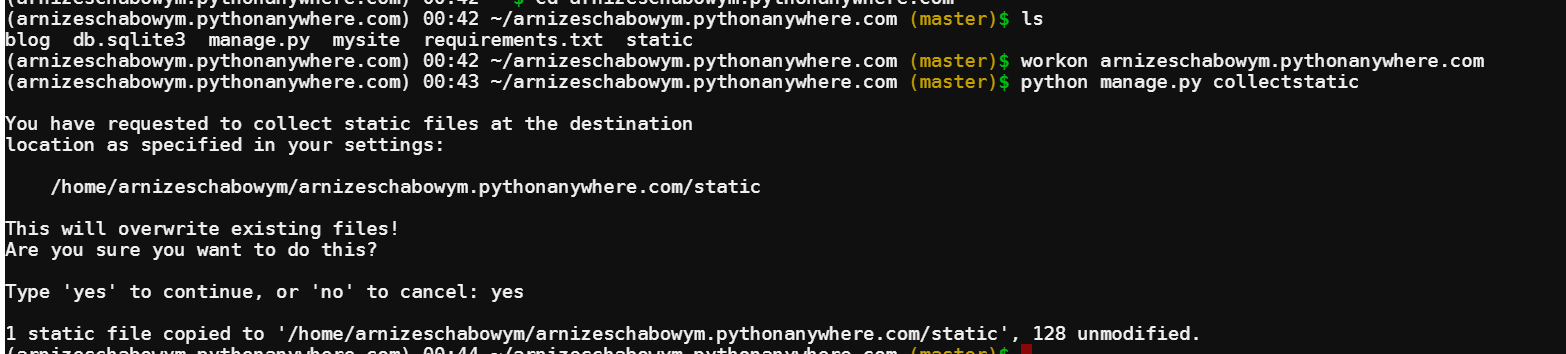 (arnizeschabowym.pythonanywhere.com) 00:42 ~ $ cd arnizeschabowym.pythonanywhere.com
(arnizeschabowym.pythonanywhere.com) 00:42 ~/arnizeschabowym.pythonanywhere.com (master)$ ls
blog  db.sqlite3  manage.py  mysite  requirements.txt  static
(arnizeschabowym.pythonanywhere.com) 00:42 ~/arnizeschabowym.pythonanywhere.com (master)$ workon arnizeschabowym.pythonanywhere.com
(arnizeschabowym.pythonanywhere.com) 00:43 ~/arnizeschabowym.pythonanywhere.com (master)$ python manage.py collectstatic
You have requested to collect static files at the destination
location as specified in your settings:
/home/arnizeschabowym/arnizeschabowym.pythonanywhere.com/static
This will overwrite existing files!
Are you sure you want to do this?
Type 'yes' to continue, or 'no' to cancel: yes
1 static file copied to '/home/arnizeschabowym/arnizeschabowym.pythonanywhere.com/static', 128 unmodified.
(arnizeschabowym.pythonanywhere.com) 00:44 ~/arnizeschabowym.pythonanywhere.com (master)$